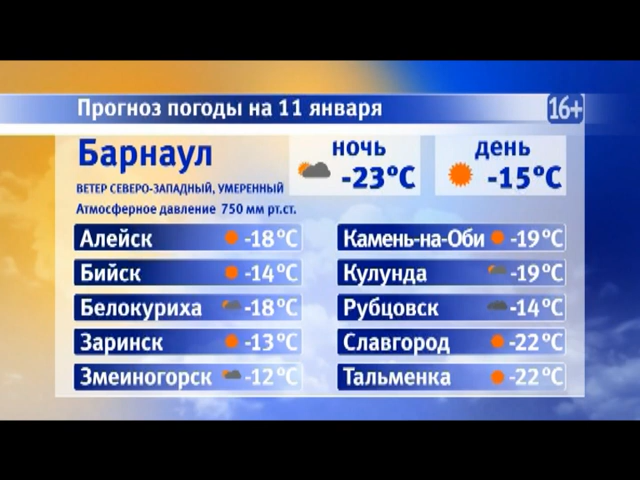 Прогноз погоды на 11 января
16+
Барнаул
ночь
-23°C
день
-15°C
ВЕТЕР СЕВЕРО-ЗАПАДНЫЙ, УМЕРЕННЫЙ
Атмосферное давление 750 мм рт.ст.
Алейск -18°C
Бийск -14°C
Белокуриха -18°C
Заринск -13°C
Змеиногорск -12°C
Камень-на-Оби -19°C
Кулунда -19°C
Рубцовск -14°C
Славгород -22°C
Тальменка -22°C